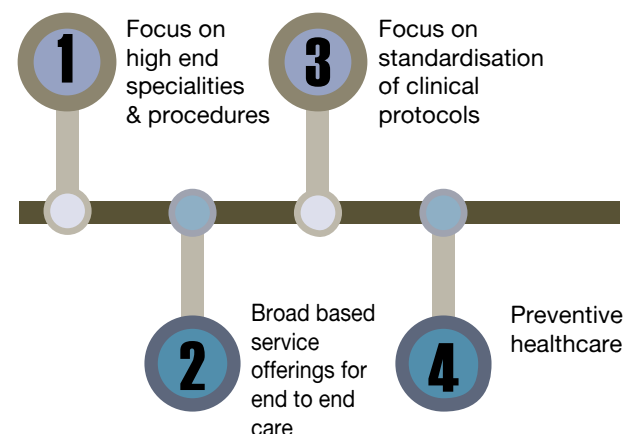 1
Focus on
high end
specialities
& procedures
2
Broad based
service
offerings for
end to end
care
3
Focus on
standardisation
of clinical
protocols
4
Preventive
healthcare